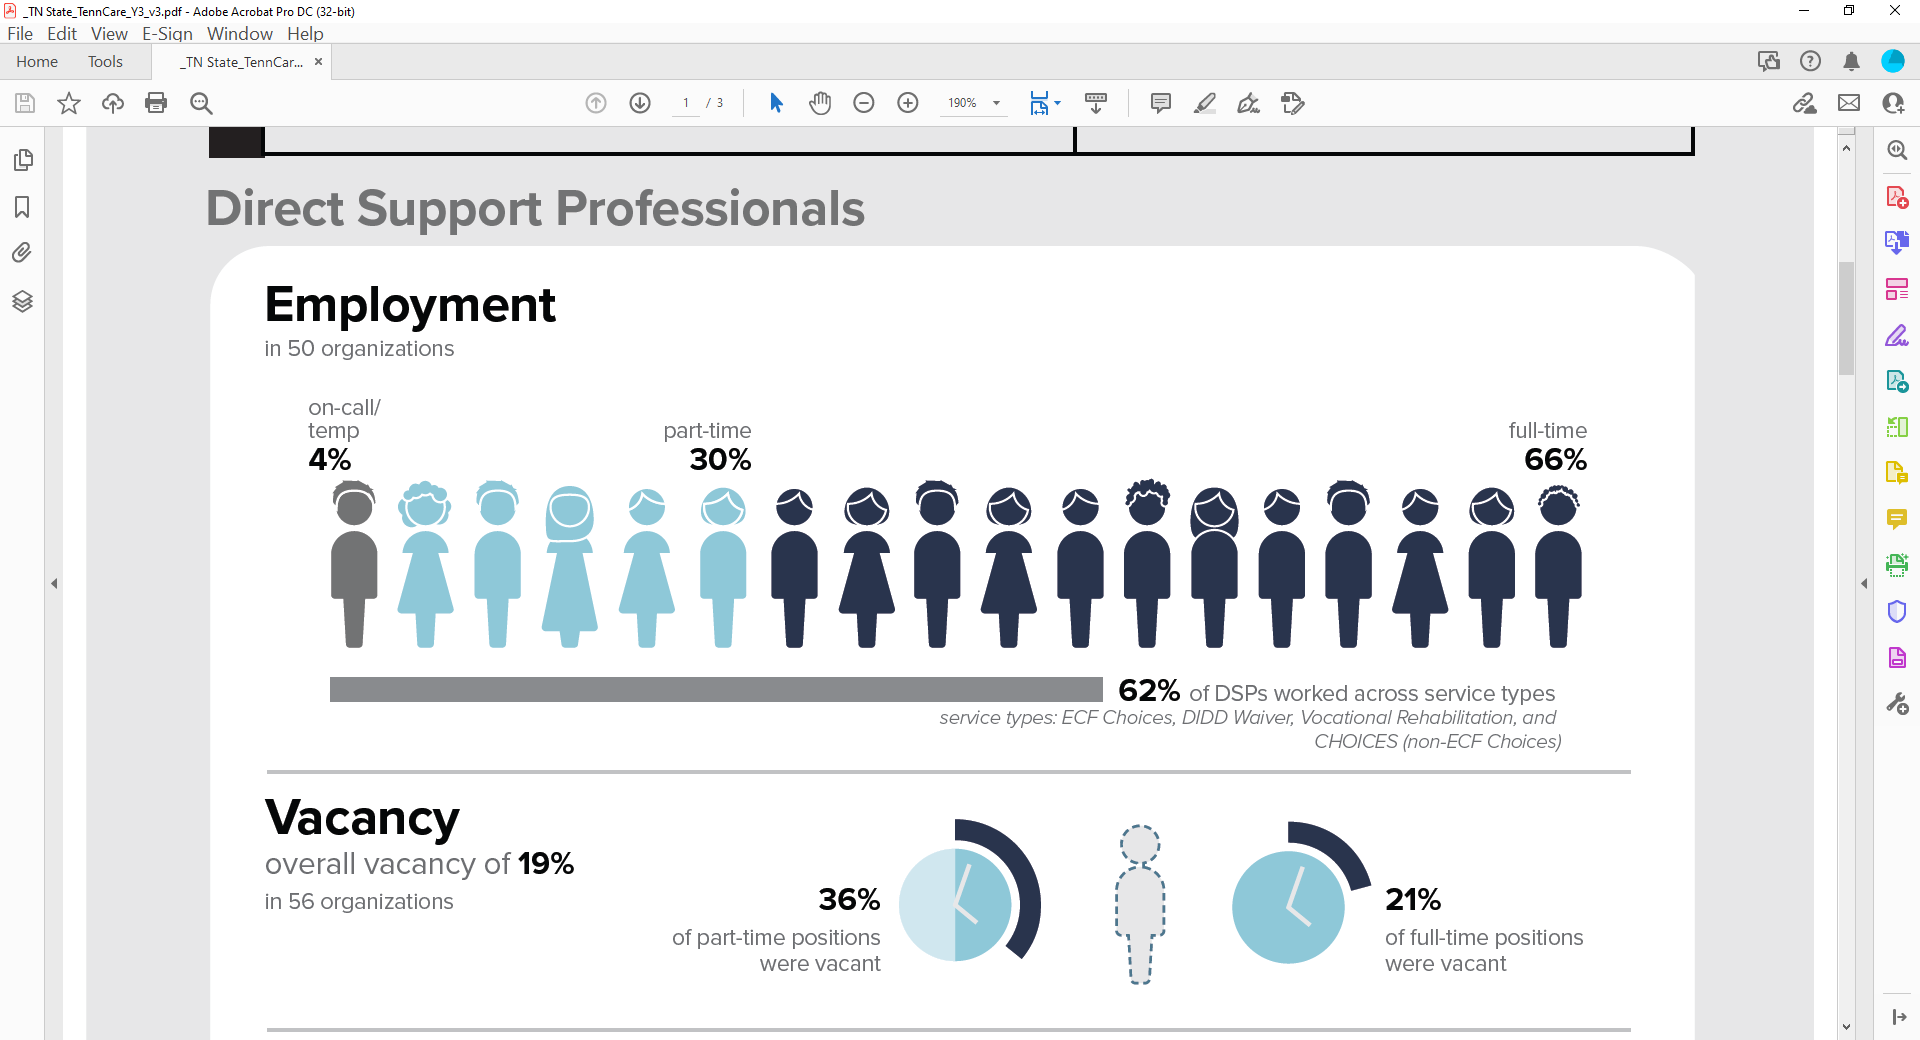 _TN State_TennCare_Y3_v3.pdf - Adobe Acrobat Pro DC (32-bit)
File Edit View E-Sign Window Help
Home Tools _TN State_TennCar... ×
1 / 3 190%
Direct Support Professionals
Employment
in 50 organizations
on-call/
temp
4%
part-time
30%
full-time
66%
62% of DSPs worked across service types
service types: ECF Choices, DIDD Waiver, Vocational Rehabilitation, and
CHOICES (non-ECF Choices)
Vacancy
overall vacancy of 19%
in 56 organizations
36%
of part-time positions
were vacant
21%
of full-time positions
were vacant